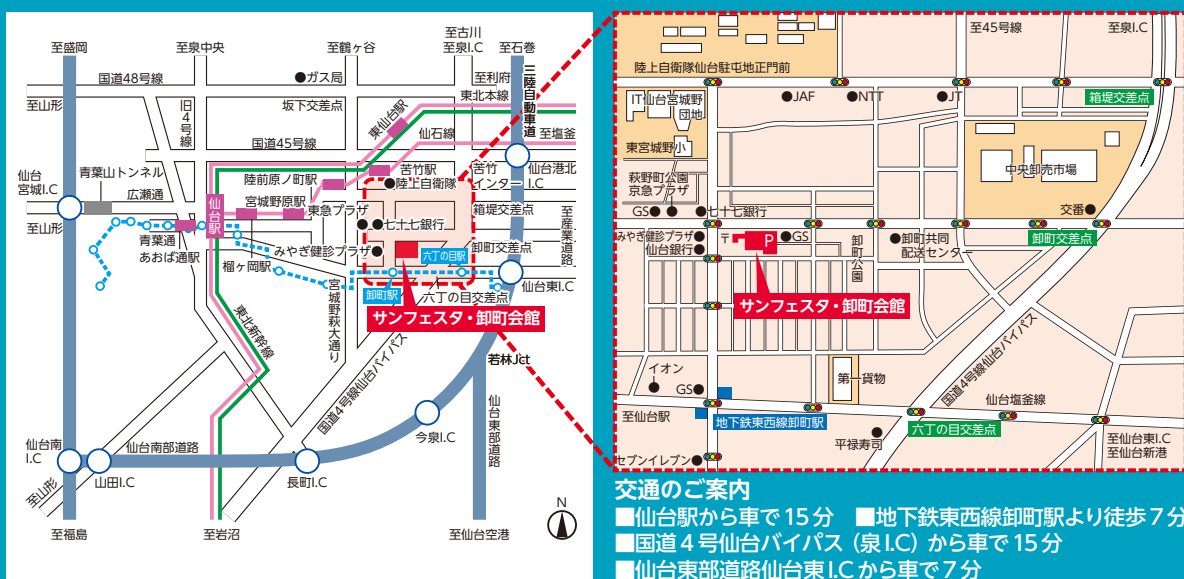 至盛岡
至泉中央
至鶴ヶ谷
至古川
至泉I.C
至石巻
国道48号線
ガス局
至利府
三陸自動車道
至山形
旧4号線
坂下交差点
東北本線
東仙台駅
仙石線
至塩釜
国道45号線
仙台
宮城I.C
青葉山トンネル
広瀬通
陸前原ノ町駅
苦竹駅
苦竹
インター
仙台港北
I.C
陸上自衛隊
仙台駅
宮城野原駅
東急プラザ
七十七銀行
箱堤交差点
至産業道路
至山形
青葉通
あおば通駅
榴ヶ岡駅
みやぎ健診プラザ
卸町交差点
六丁の目駅
卸町駅
六丁の目交差点
仙台東I.C
サンフェスタ・卸町会館
宮城野萩大通り
東北新幹線
国道4号線仙台バイパス
若林Jct
仙台東部道路
今泉I.C
仙台南
I.C
仙台南部道路
至山形
山田I.C
長町I.C
至福島
至岩沼
至仙台空港
N
至45号線
至泉I.C
陸上自衛隊仙台駐屯地正門前
IT仙台宮城野
団地
JAF
NTT
JT
箱堤交差点
東宮城野小
中央卸売市場
萩野町公園
京急プラザ
GS
七十七銀行
交番
みやぎ健診プラザ
仙台銀行
〒
P
GS
卸町公園
卸町共同
配送センター
卸町交差点
サンフェスタ・卸町会館
国道4号線仙台バイパス
イオン
GS
第一貨物
仙台塩釜線
至仙台駅
地下鉄東西線卸町駅
六丁の目交差点
平禄寿司
至仙台東I.C
至仙台新港
セブンイレブン
交通のご案内
■仙台駅から車で15分 ■地下鉄東西線卸町駅より徒歩7分
■国道4号仙台バイパス（泉I.C）から車で15分
■仙台東部道路仙台東I.Cから車で7分